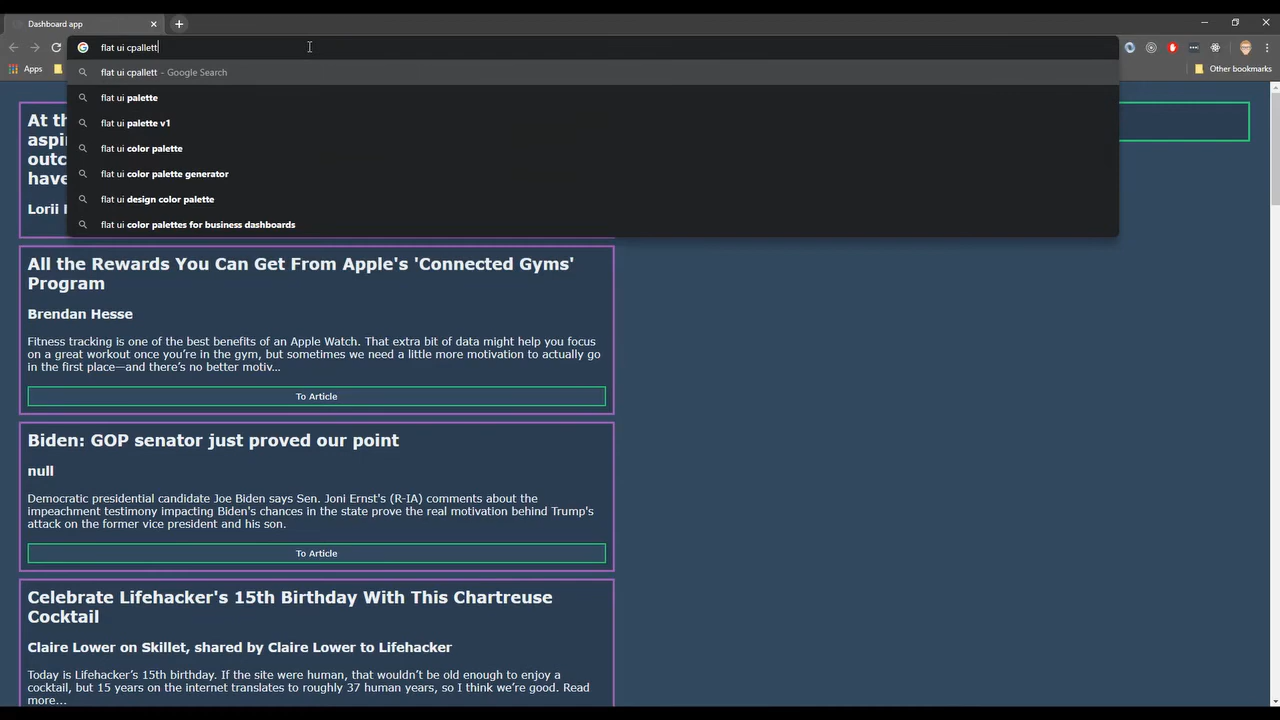 Dashboard app
flat ui cpallett
Apps
Other bookmarks
flat ui cpallett - Google Search
flat ui palette
flat ui palette v1
flat ui color palette
flat ui color palette generator
flat ui design color palette
flat ui color palettes for business dashboards
At th
aspi
outc
have
Lorii
All the Rewards You Can Get From Apple's 'Connected Gyms'
Program
Brendan Hesse
Fitness tracking is one of the best benefits of an Apple Watch. That extra bit of data might help you focus
on a great workout once you're in the gym, but sometimes we need a little more motivation to actually go
in the first place—and there's no better motiv...
To Article
Biden: GOP senator just proved our point
null
Democratic presidential candidate Joe Biden says Sen. Joni Ernst's (R-IA) comments about the
impeachment testimony impacting Biden's chances in the state prove the real motivation behind Trump's
attack on the former vice president and his son.
To Article
Celebrate Lifehacker's 15th Birthday With This Chartreuse
Cocktail
Claire Lower on Skillet, shared by Claire Lower to Lifehacker
Today is Lifehacker's 15th birthday. If the site were human, that wouldn't be old enough to enjoy a
cocktail, but 15 years on the internet translates to roughly 37 human years, so I think we're good. Read
more...